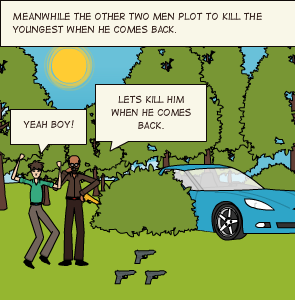 MEANWHILE THE OTHER TWO MEN PLOT TO KILL THE
YOUNGEST WHEN HE COMES BACK.
LETS KILL HIM
WHEN HE COMES
BACK.
YEAH BOY!